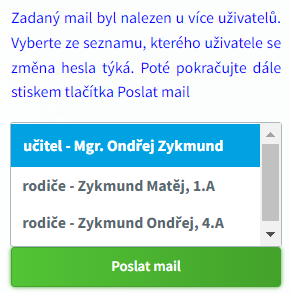 Zadaný mail byl nalezen u více uživatelů.
Vyberte ze seznamu, kterého uživatele se
změna hesla týká. Poté pokračujte dále
stiskem tlačítka Poslat mail
učitel - Mgr. Ondřej Zykmund
rodiče - Zykmund Matěj, 1.A
rodiče - Zykmund Ondřej, 4.A
Poslat mail